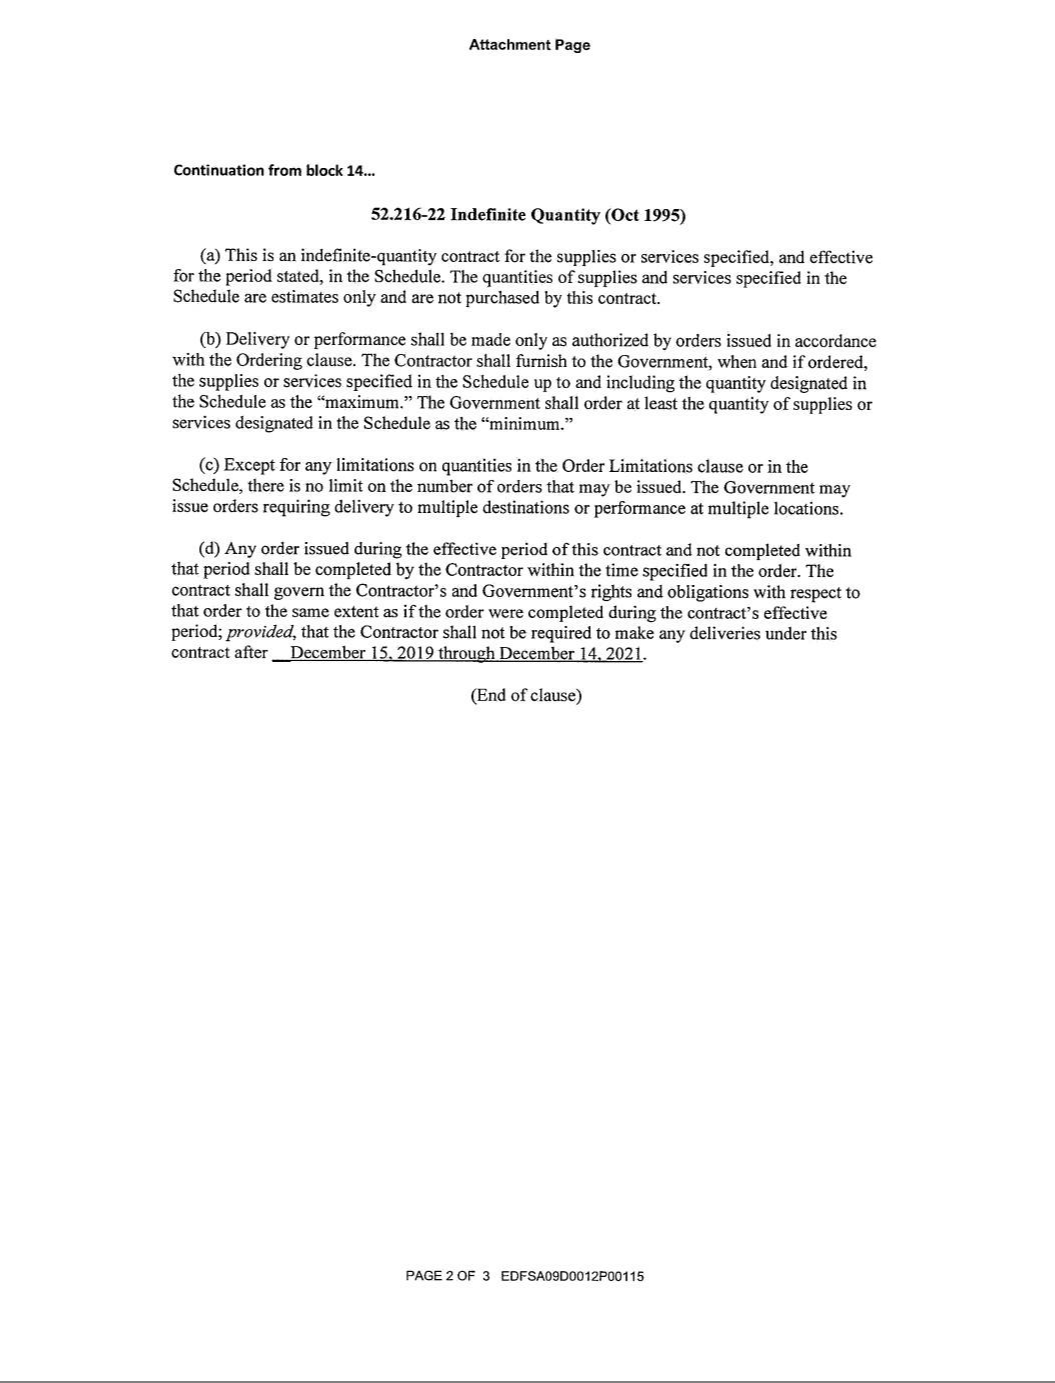 Attachment Page
Continuation from block 14...
52.216-22 Indefinite Quantity (Oct 1995)
(a) This is an indefinite-quantity contract for the supplies or services specified, and effective
for the period stated, in the Schedule. The quantities of supplies and services specified in the
Schedule are estimates only and are not purchased by this contract.
(b) Delivery or performance shall be made only as authorized by orders issued in accordance
with the Ordering clause. The Contractor shall furnish to the Government, when and if ordered,
the supplies or services specified in the Schedule up to and including the quantity designated in
the Schedule as the “maximum.” The Government shall order at least the quantity of supplies or
services designated in the Schedule as the “minimum.”
(c) Except for any limitations on quantities in the Order Limitations clause or in the
Schedule, there is no limit on the number of orders that may be issued. The Government may
issue orders requiring delivery to multiple destinations or performance at multiple locations.
(d) Any order issued during the effective period of this contract and not completed within
that period shall be completed by the Contractor within the time specified in the order. The
contract shall govern the Contractor’s and Government’s rights and obligations with respect to
that order to the same extent as if the order were completed during the contract’s effective
period; provided, that the Contractor shall not be required to make any deliveries under this
contract after __December 15, 2019 through December 14, 2021.
(End of clause)
PAGE 2 OF 3 EDFSA09D0012P00115